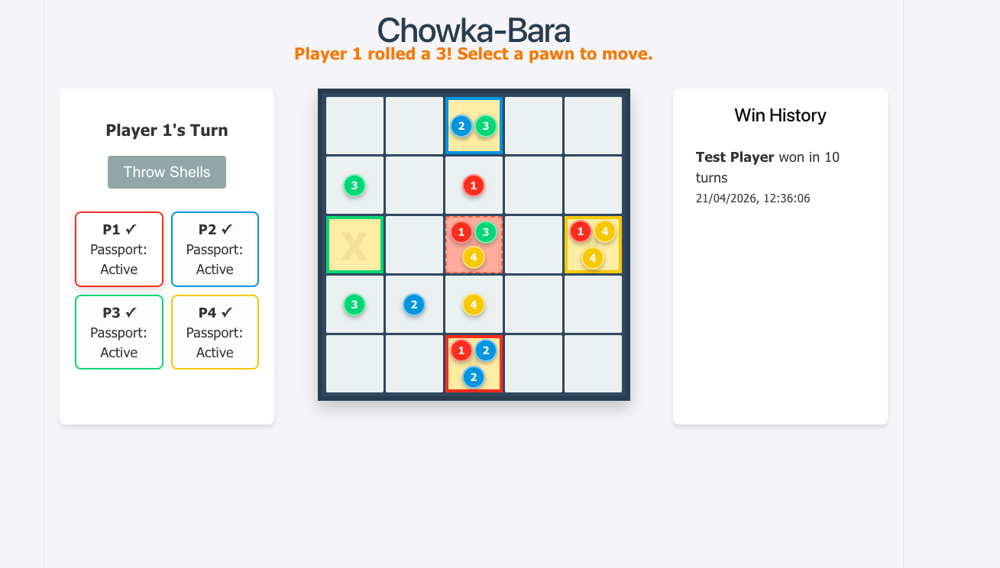 Chowka-Bara
Player 1 rolled a 3! Select a pawn to move.
Player 1's Turn
Throw Shells
P1 ✓
Passport:
Active
P2 ✓
Passport:
Active
P3 ✓
Passport:
Active
P4 ✓
Passport:
Active
2 3
3 1
X 1 3 1 4
4 4
3 2 4
1 2
2
Win History
Test Player won in 10
turns
21/04/2026, 12:36:06